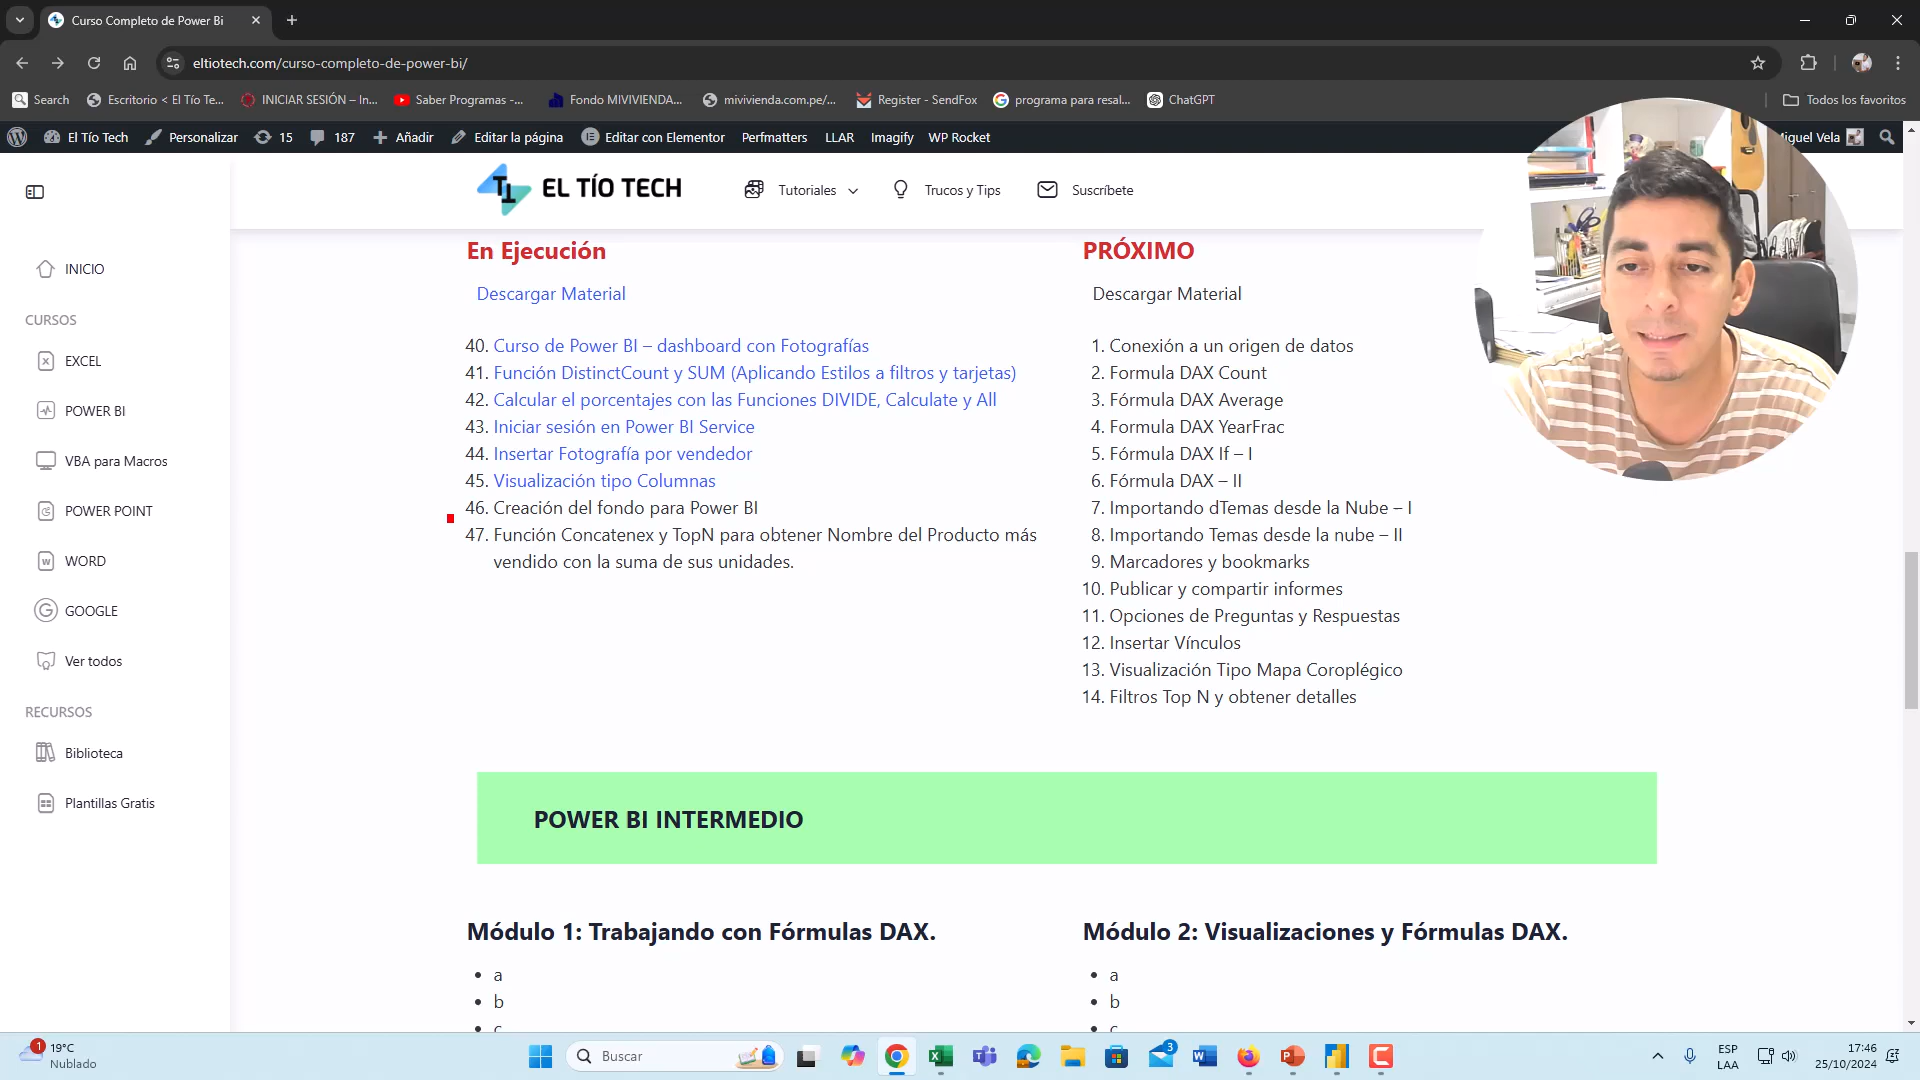 Curso Completo de Power Bi
eltiotech.com/curso-completo-de-power-bi/
Search
Escritorio < El Tío Te...
INICIAR SESIÓN – In...
Saber Programas -...
Fondo MIVIVIENDA...
mivivienda.com.pe/...
Register - SendFox
programa para resal...
ChatGPT
Todos los favoritos
El Tío Tech
Personalizar
15
187
Añadir
Editar la página
Editar con Elementor
Perfmatters
LLAR
Imagify
WP Rocket
Vela
EL TÍO TECH
Tutoriales
Trucos y Tips
Suscríbete
INICIO
CURSOS
EXCEL
POWER BI
VBA para Macros
POWER POINT
WORD
GOOGLE
Ver todos
RECURSOS
Biblioteca
Plantillas Gratis
En Ejecución
Descargar Material
40. Curso de Power BI – dashboard con Fotografías
41. Función DistinctCount y SUM (Aplicando Estilos a filtros y tarjetas)
42. Calcular el porcentajes con las Funciones DIVIDE, Calculate y All
43. Iniciar sesión en Power BI Service
44. Insertar Fotografía por vendedor
45. Visualización tipo Columnas
46. Creación del fondo para Power BI
47. Función Concatenex y TopN para obtener Nombre del Producto más
vendido con la suma de sus unidades.
PRÓXIMO
Descargar Material
1. Conexión a un origen de datos
2. Formula DAX Count
3. Fórmula DAX Average
4. Formula DAX YearFrac
5. Fórmula DAX If – I
6. Fórmula DAX – II
7. Importando dTemas desde la Nube – I
8. Importando Temas desde la nube – II
9. Marcadores y bookmarks
10. Publicar y compartir informes
11. Opciones de Preguntas y Respuestas
12. Insertar Vínculos
13. Visualización Tipo Mapa Coroplégico
14. Filtros Top N y obtener detalles
POWER BI INTERMEDIO
Módulo 1: Trabajando con Fórmulas DAX.
a
b
c
Módulo 2: Visualizaciones y Fórmulas DAX.
a
b
c
1
19°C
Nublado
Buscar
3
ESP
LAA
17:46
25/10/2024